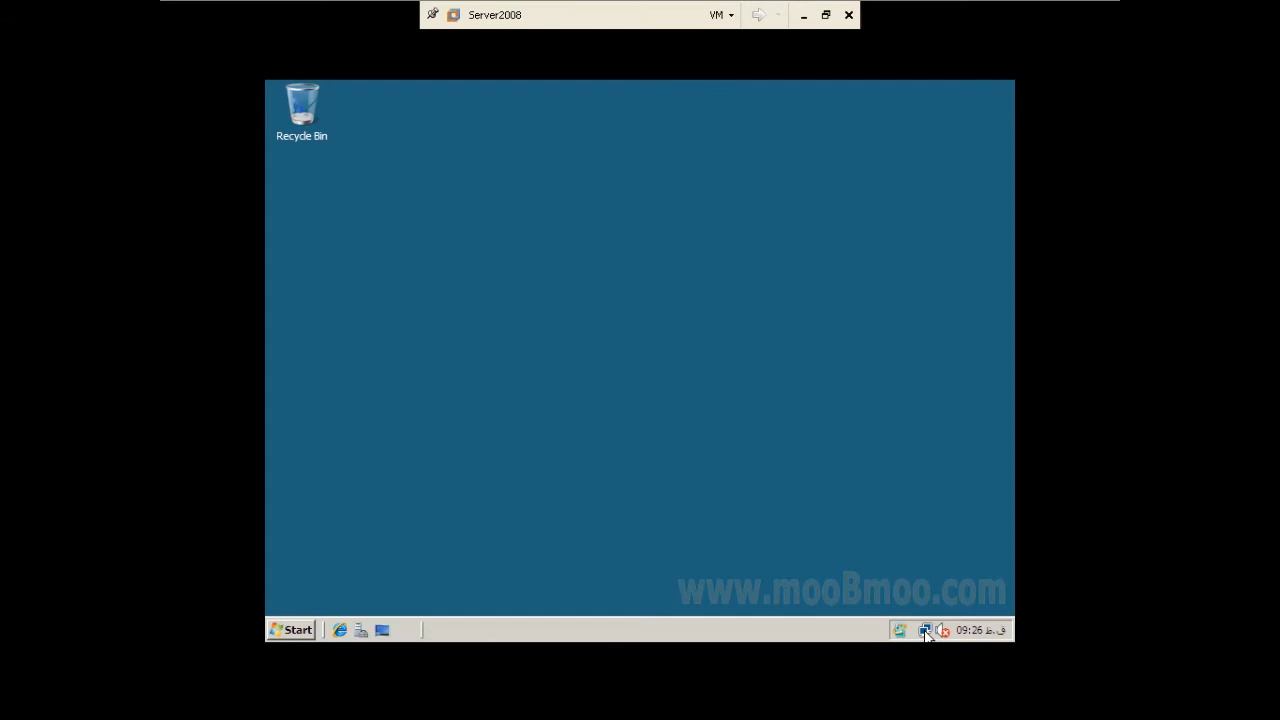 Server2008
VM
Recycle Bin
www.mooBmoo.com
Start
09:26 ق.ظ